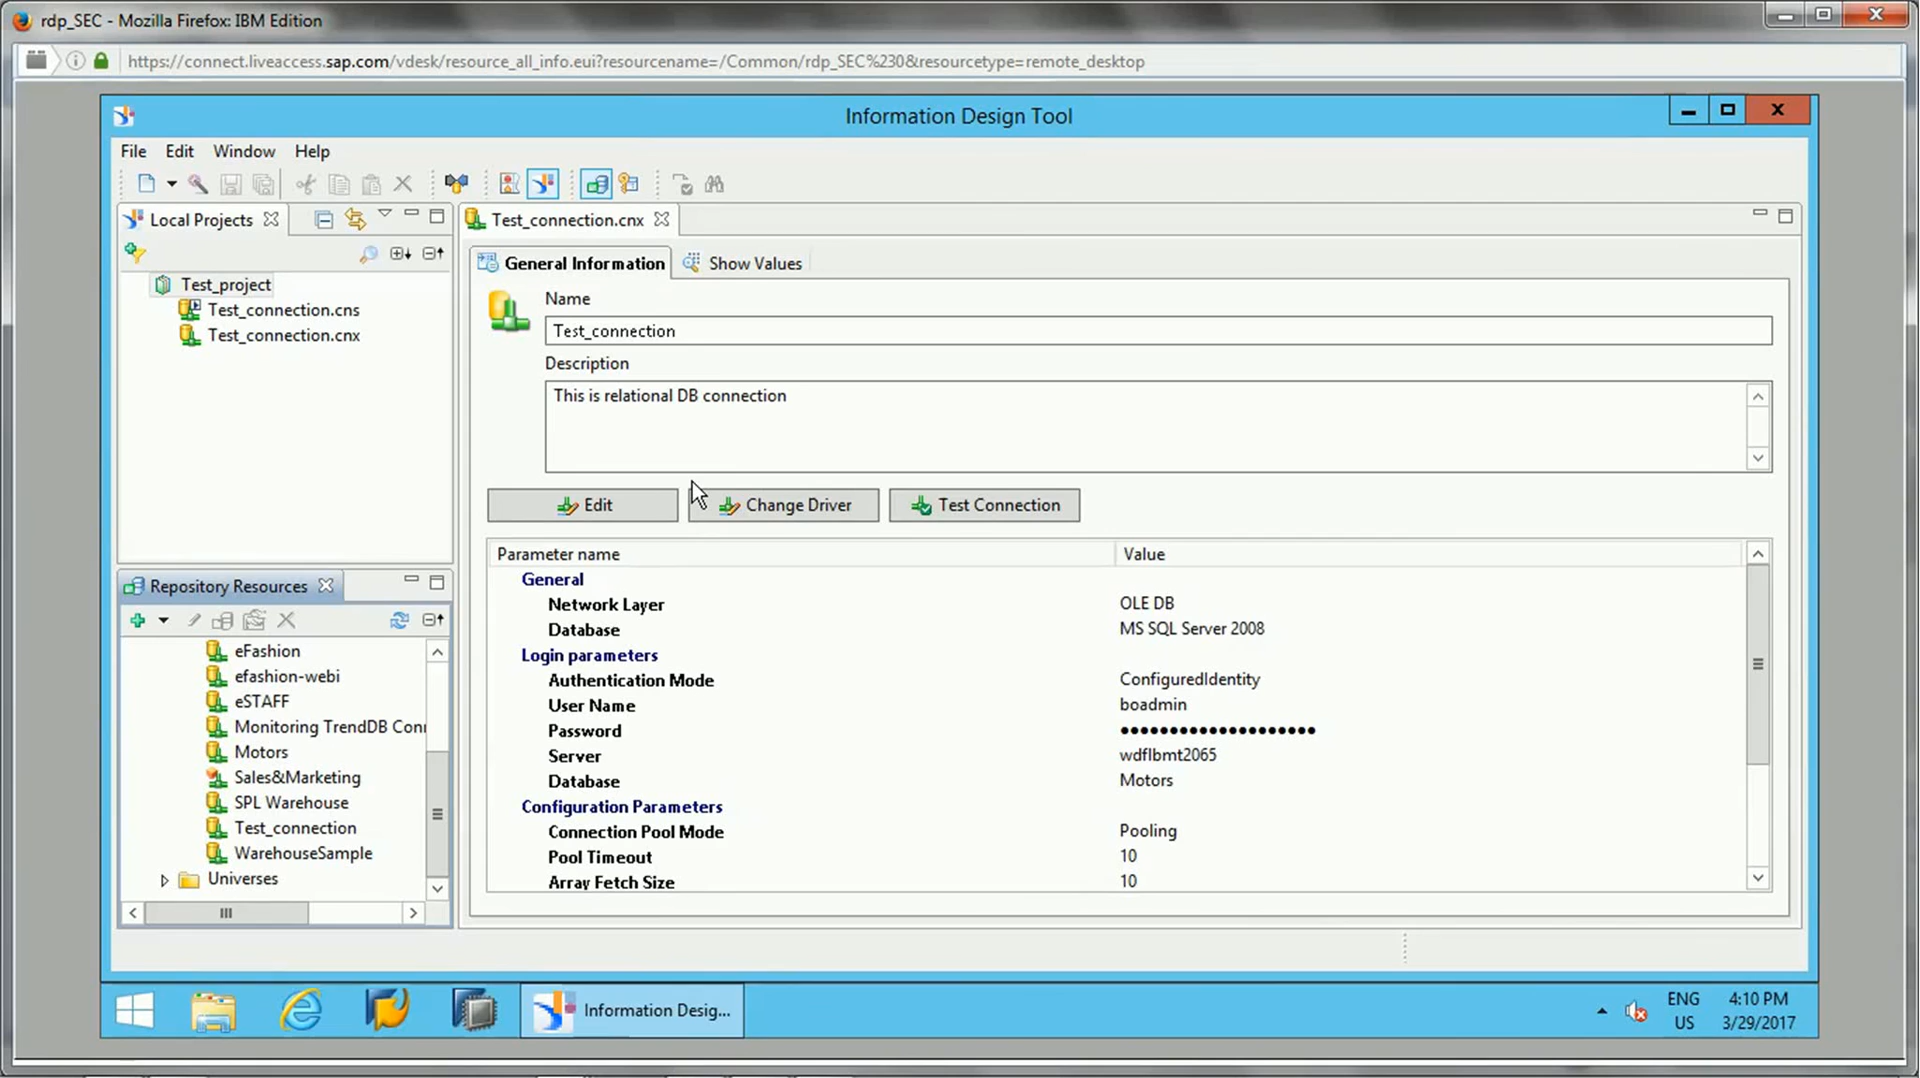 rdp_SEC - Mozilla Firefox: IBM Edition
https://connect.liveaccess.sap.com/vdesk/resource_all_info.eui?resourcename=/Common/rdp_SEC%230&resourcetype=remote_desktop
Information Design Tool
File Edit Window Help
Local Projects
Test_project
Test_connection.cns
Test_connection.cnx
Repository Resources
eFashion
efashion-webi
eSTAFF
Monitoring TrendDB Con
Motors
Sales&Marketing
SPL Warehouse
Test_connection
WarehouseSample
Universes
Test_connection.cnx
General Information Show Values
Name
Test_connection
Description
This is relational DB connection
Edit Change Driver Test Connection
Parameter name Value
General
Network Layer OLE DB
Database MS SQL Server 2008
Login parameters
Authentication Mode ConfiguredIdentity
User Name boadmin
Password ••••••••••••••••••••
Server wdflbmt2065
Database Motors
Configuration Parameters
Connection Pool Mode Pooling
Pool Timeout 10
Array Fetch Size 10
Information Desig...
ENG
US
4:10 PM
3/29/2017